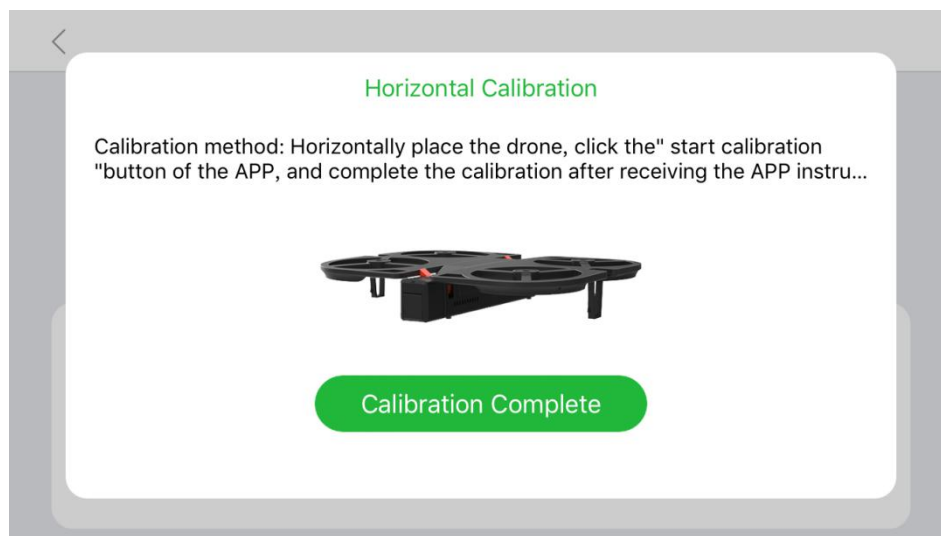 Horizontal Calibration
Calibration method: Horizontally place the drone, click the" start calibration
"button of the APP, and complete the calibration after receiving the APP instru...
Calibration Complete